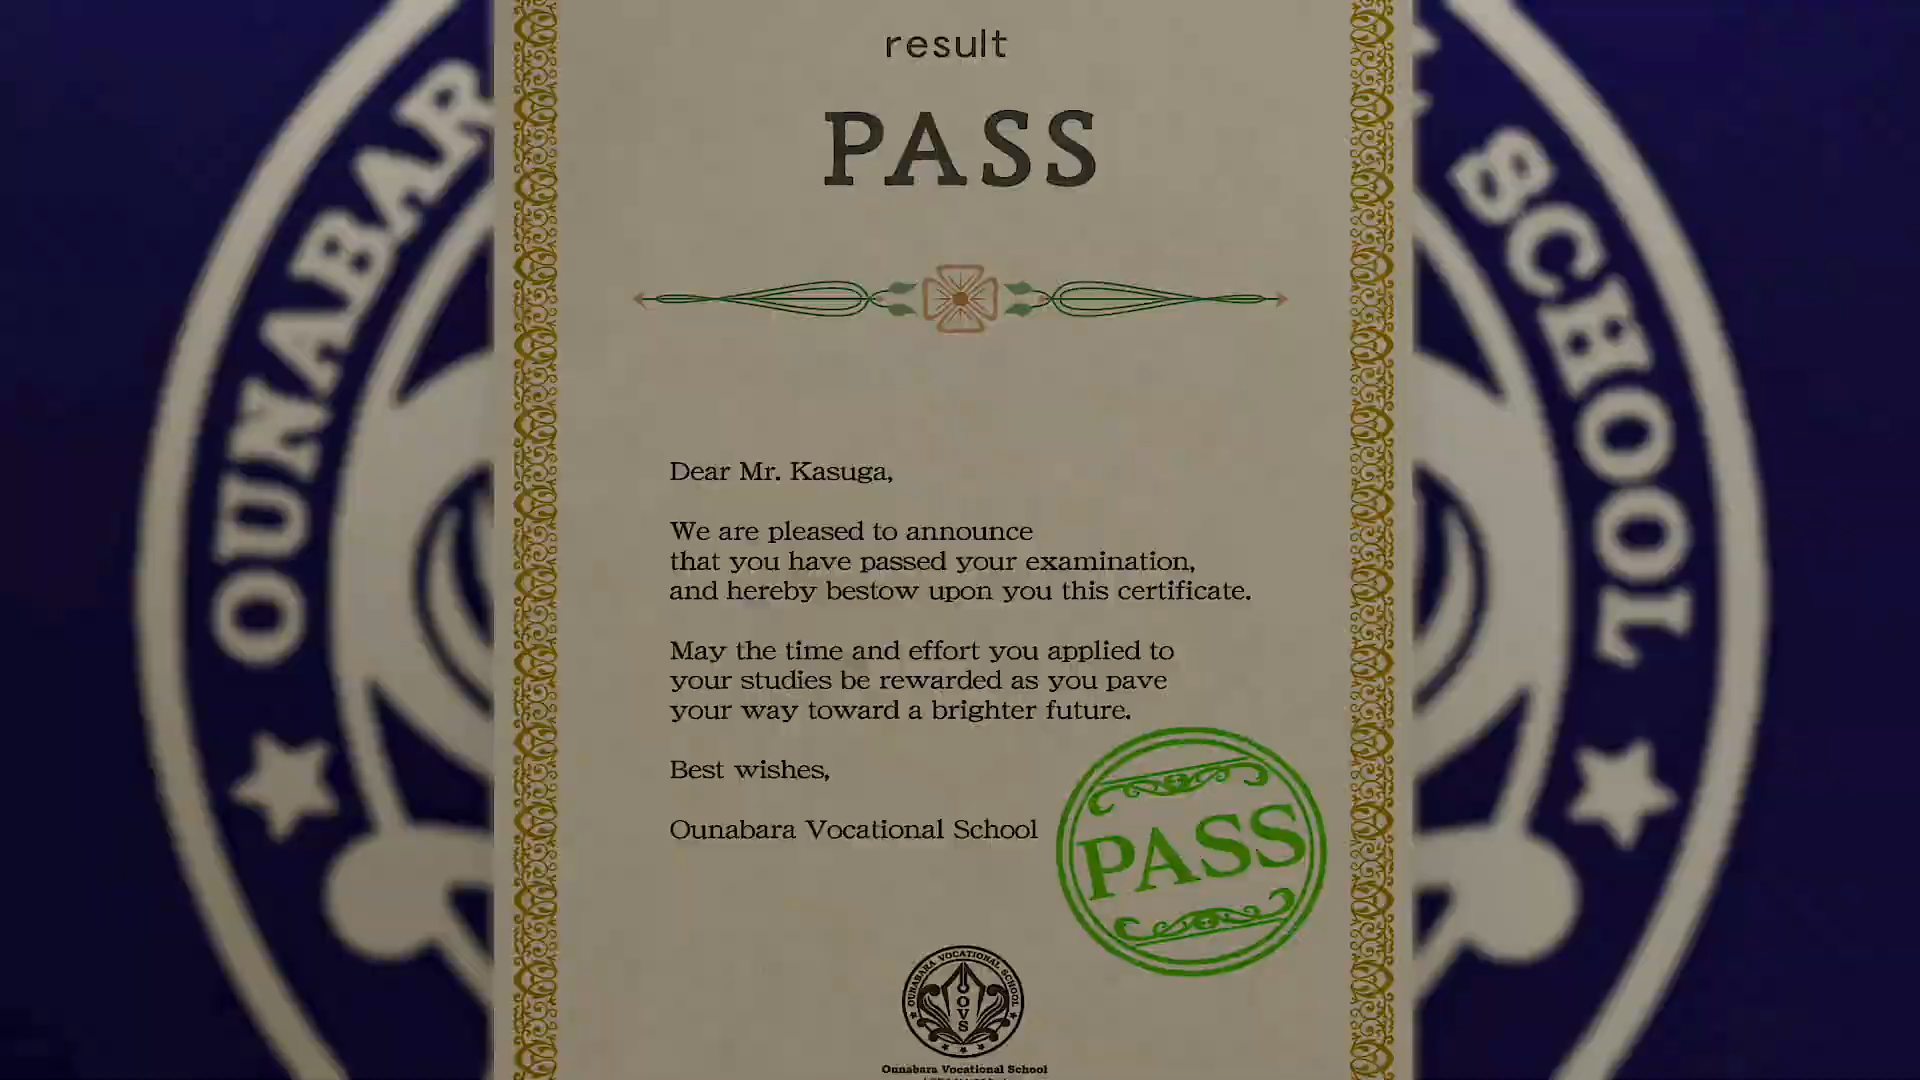 result
PASS
Dear Mr. Kasuga,
We are pleased to announce
that you have passed your examination,
and hereby bestow upon you this certificate.
May the time and effort you applied to
your studies be rewarded as you pave
your way toward a brighter future.
Best wishes,
Ounabara Vocational School
PASS
OUNABARA VOCATIONAL SCHOOL
OVS
Ounabara Vocational School
OUNABAR
SCHOOL